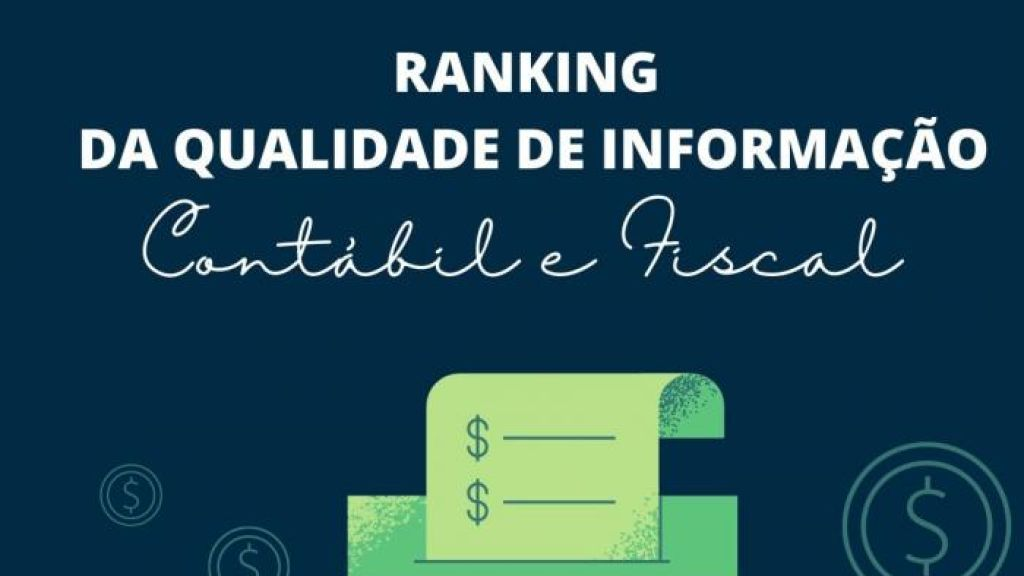 RANKING
DA QUALIDADE DE INFORMAÇÃO
Contábil e Fiscal
$
$
$
$
$